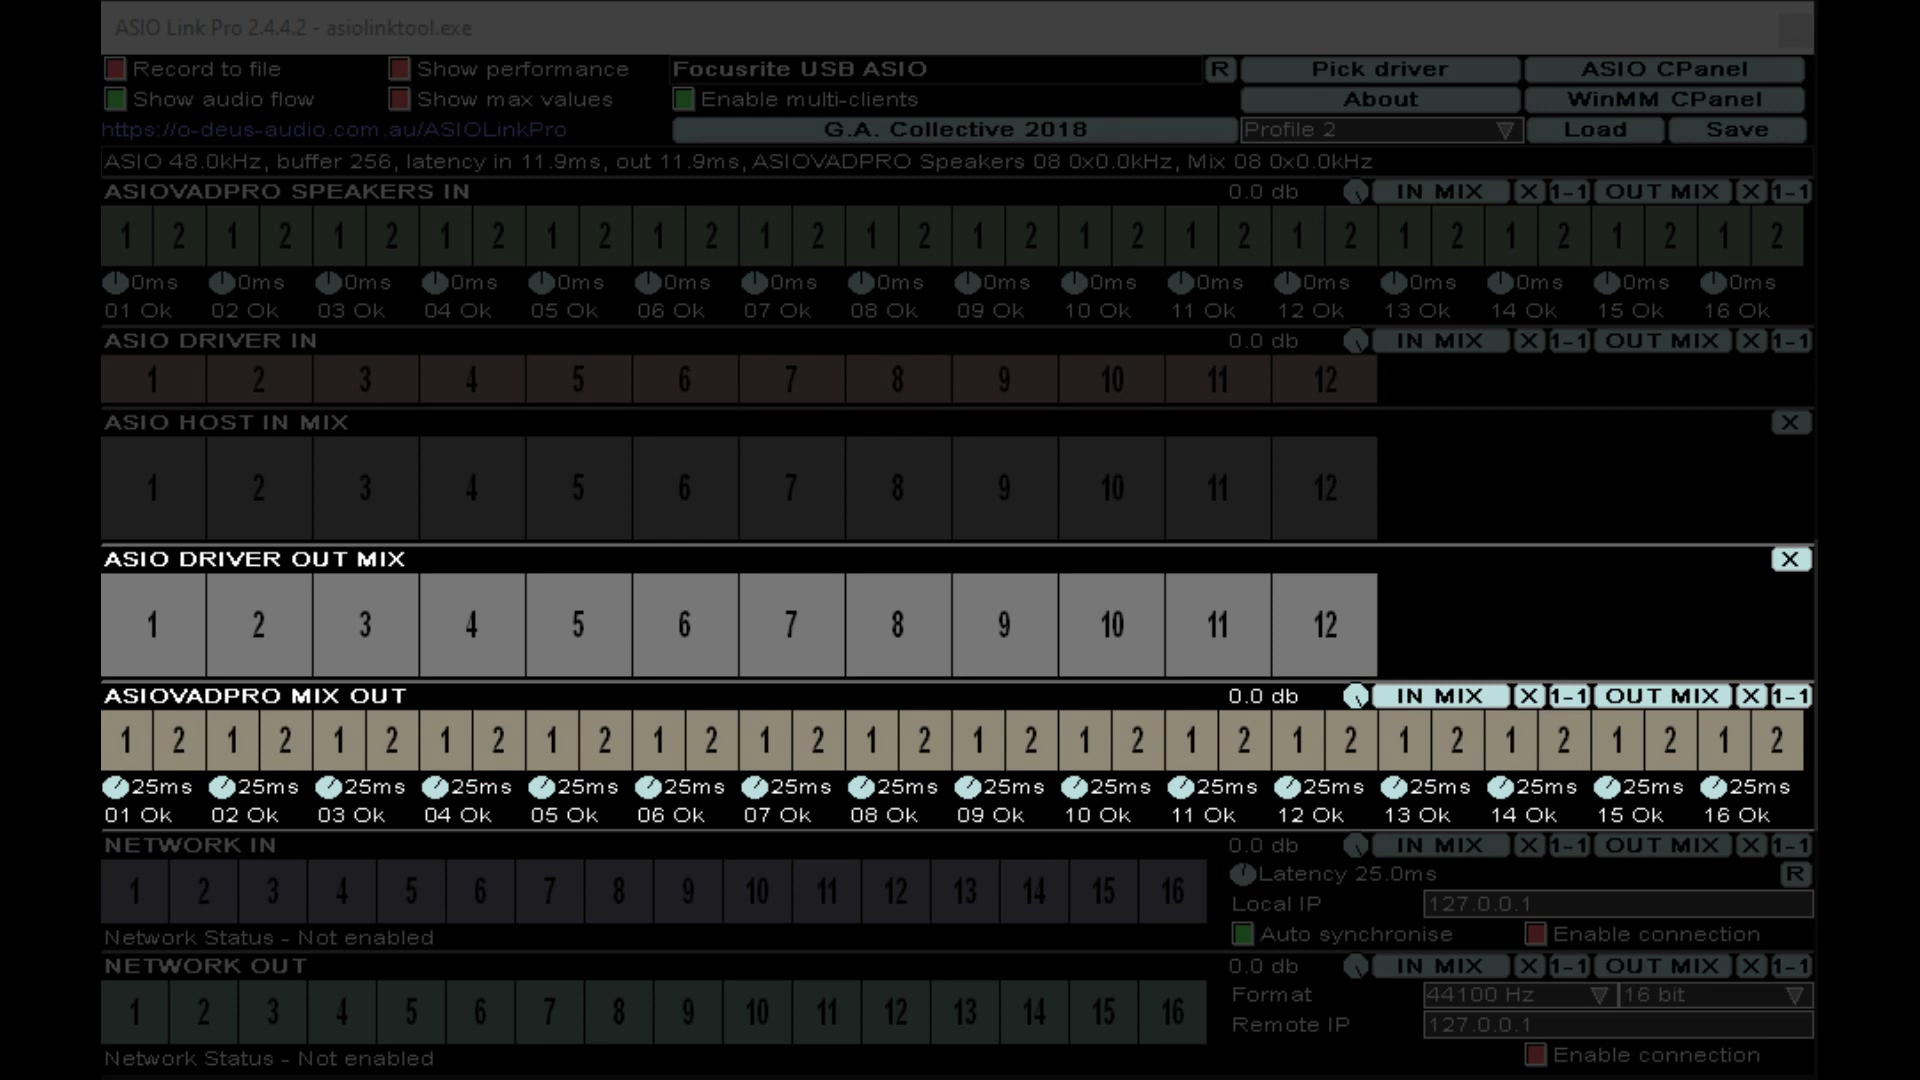 ASIO Link Pro 2.4.4.2 - asiolinktool.exe
Record to file Show performance Focusrite USB ASIO R Pick driver ASIO CPanel
Show audio flow Show max values Enable multi-clients About WinMM CPanel
https://o-deus-audio.com.au/ASIOLinkPro G.A. Collective 2018 Profile 2 Load Save
ASIO 48.0kHz, buffer 256, latency in 11.9ms, out 11.9ms, ASIOVADPRO Speakers 08 0x0.0kHz, Mix 08 0x0.0kHz
ASIOVADPRO SPEAKERS IN 0.0 db IN MIX X 1-1 OUT MIX X 1-1
1 2 1 2 1 2 1 2 1 2 1 2 1 2 1 2 1 2 1 2 1 2 1 2 1 2 1 2 1 2 1 2
0ms 0ms 0ms 0ms 0ms 0ms 0ms 0ms 0ms 0ms 0ms 0ms 0ms 0ms 0ms 0ms
01 Ok 02 Ok 03 Ok 04 Ok 05 Ok 06 Ok 07 Ok 08 Ok 09 Ok 10 Ok 11 Ok 12 Ok 13 Ok 14 Ok 15 Ok 16 Ok
ASIO DRIVER IN 0.0 db IN MIX X 1-1 OUT MIX X 1-1
1 2 3 4 5 6 7 8 9 10 11 12
ASIO HOST IN MIX X
1 2 3 4 5 6 7 8 9 10 11 12
ASIO DRIVER OUT MIX X
1 2 3 4 5 6 7 8 9 10 11 12
ASIOVADPRO MIX OUT 0.0 db IN MIX X 1-1 OUT MIX X 1-1
1 2 1 2 1 2 1 2 1 2 1 2 1 2 1 2 1 2 1 2 1 2 1 2 1 2 1 2 1 2 1 2
25ms 25ms 25ms 25ms 25ms 25ms 25ms 25ms 25ms 25ms 25ms 25ms 25ms 25ms 25ms 25ms
01 Ok 02 Ok 03 Ok 04 Ok 05 Ok 06 Ok 07 Ok 08 Ok 09 Ok 10 Ok 11 Ok 12 Ok 13 Ok 14 Ok 15 Ok 16 Ok
NETWORK IN 0.0 db IN MIX X 1-1 OUT MIX X 1-1
1 2 3 4 5 6 7 8 9 10 11 12 13 14 15 16
Latency 25.0ms R
Local IP 127.0.0.1
Network Status - Not enabled Auto synchronise Enable connection
NETWORK OUT 0.0 db IN MIX X 1-1 OUT MIX X 1-1
1 2 3 4 5 6 7 8 9 10 11 12 13 14 15 16
Format 44100 Hz 16 bit
Remote IP 127.0.0.1
Network Status - Not enabled Enable connection